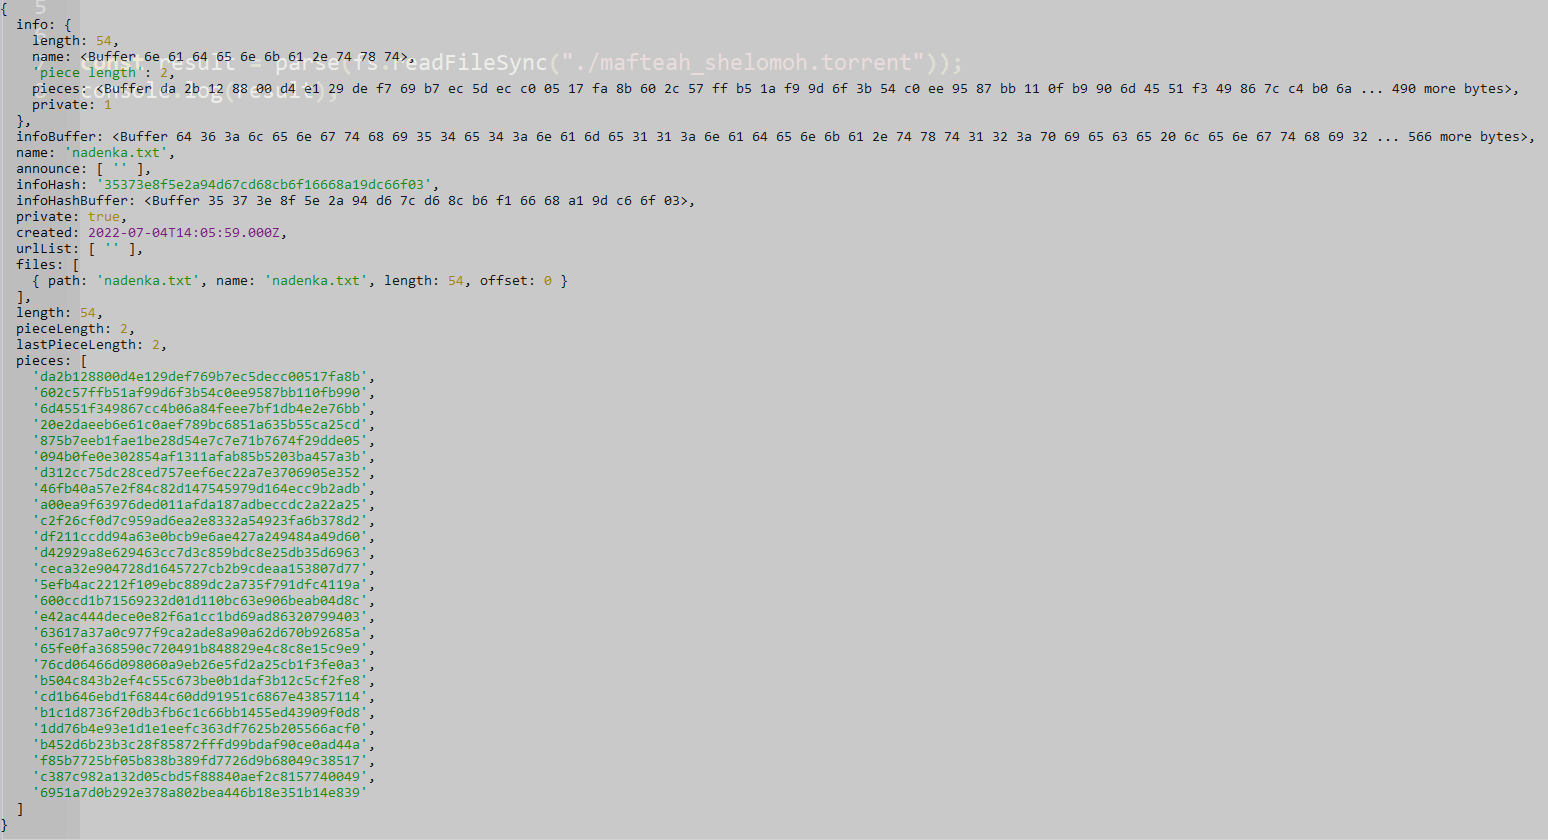 {
5
info: {
length: 54,
name: <Buffer 6e 61 64 65 6e 6b 61 2e 74 78 74>,
const result = parse(fs.readFileSync("./mafteah_shelomoh.torrent"));
'piece length': 2,
pieces: <Buffer da 2b 12 88 00 d4 e1 29 de f7 69 b7 ec 5d ec c0 05 17 fa 8b 60 2c 57 ff b5 1a f9 9d 6f 3b 54 c0 ee 95 87 bb 11 0f b9 90 6d 45 51 f3 49 86 7c c4 b0 6a ... 490 more bytes>,
console.log(result);
private: 1
},
infoBuffer: <Buffer 64 36 3a 6c 65 6e 67 74 68 69 35 34 65 34 3a 6e 61 6d 65 31 31 3a 6e 61 64 65 6e 6b 61 2e 74 78 74 31 32 3a 70 69 65 63 65 20 6c 65 6e 67 74 68 69 32 ... 566 more bytes>,
name: 'nadenka.txt',
announce: [ '' ],
infoHash: '35373e8f5e2a94d67cd68cb6f16668a19dc66f03',
infoHashBuffer: <Buffer 35 37 3e 8f 5e 2a 94 d6 7c d6 8c b6 f1 66 68 a1 9d c6 6f 03>,
private: true,
created: 2022-07-04T14:05:59.000Z,
urlList: [ '' ],
files: [
{ path: 'nadenka.txt', name: 'nadenka.txt', length: 54, offset: 0 }
],
length: 54,
pieceLength: 2,
lastPieceLength: 2,
pieces: [
'da2b128800d4e129def769b7ec5decc00517fa8b',
'602c57ffb51af99d6f3b54c0ee9587bb110fb990',
'6d4551f349867cc4b06a84feee7bf1db4e2e76bb',
'20e2daeeb6e61c0aef789bc6851a635b55ca25cd',
'875b7eeb1fae1be28d54e7c7e71b7674f29dde05',
'094b0fe0e302854af1311afab85b5203ba457a3b',
'd312cc75dc28ced757eef6ec22a7e3706905e352',
'46fb40a57e2f84c82d147545979d164ecc9b2adb',
'a00ea9f63976ded011afda187adbeccdc2a22a25',
'c2f26cf0d7c959ad6ea2e8332a54923fa6b378d2',
'df211ccdd94a63e0bcb9e6ae427a249484a49d60',
'd42929a8e629463cc7d3c859bdc8e25db35d6963',
'ceca32e904728d1645727cb2b9cdeaa153807d77',
'5efb4ac2212f109ebc889dc2a735f791dfc4119a',
'600ccd1b71569232d01d110bc63e906beab04d8c',
'e42ac444dece0e82f6a1cc1bd69ad86320799403',
'63617a37a0c977f9ca2ade8a90a62d670b92685a',
'65fe0fa368590c720491b848829e4c8c8e15c9e9',
'76cd06466d098060a9eb26e5fd2a25cb1f3fe0a3',
'b504c843b2ef4c55c673be0b1daf3b12c5cf2fe8',
'cd1b646ebd1f6844c60dd91951c6867e43857114',
'b1c1d8736f20db3fb6c1c66bb1455ed43909f0d8',
'1dd76b4e93e1d1e1eefc363df7625b205566acf0',
'b452d6b23b3c28f85872fffd99bdaf90ce0ad44a',
'f85b7725bf05b838b389fd7726d9b68049c38517',
'c387c982a132d05cbd5f88840aef2c8157740049',
'6951a7d0b292e378a802bea446b18e351b14e839'
]
}